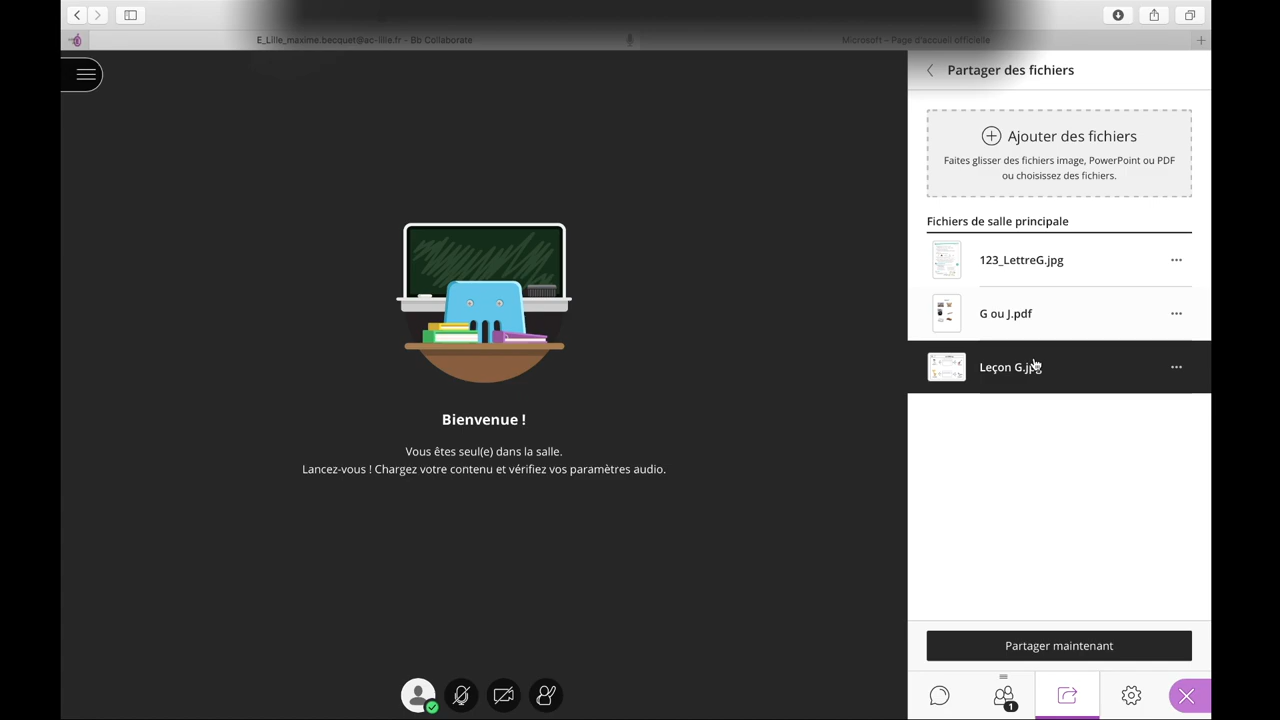 E_Lille_maxime.becquet@ac-lille.fr - Bb Collaborate
Microsoft – Page d'accueil officielle
Partager des fichiers
Ajouter des fichiers
Faites glisser des fichiers image, PowerPoint ou PDF
ou choisissez des fichiers.
Fichiers de salle principale
123_LettreG.jpg
G ou J.pdf
Leçon G.jpg
Bienvenue !
Vous êtes seul(e) dans la salle.
Lancez-vous ! Chargez votre contenu et vérifiez vos paramètres audio.
Partager maintenant
1